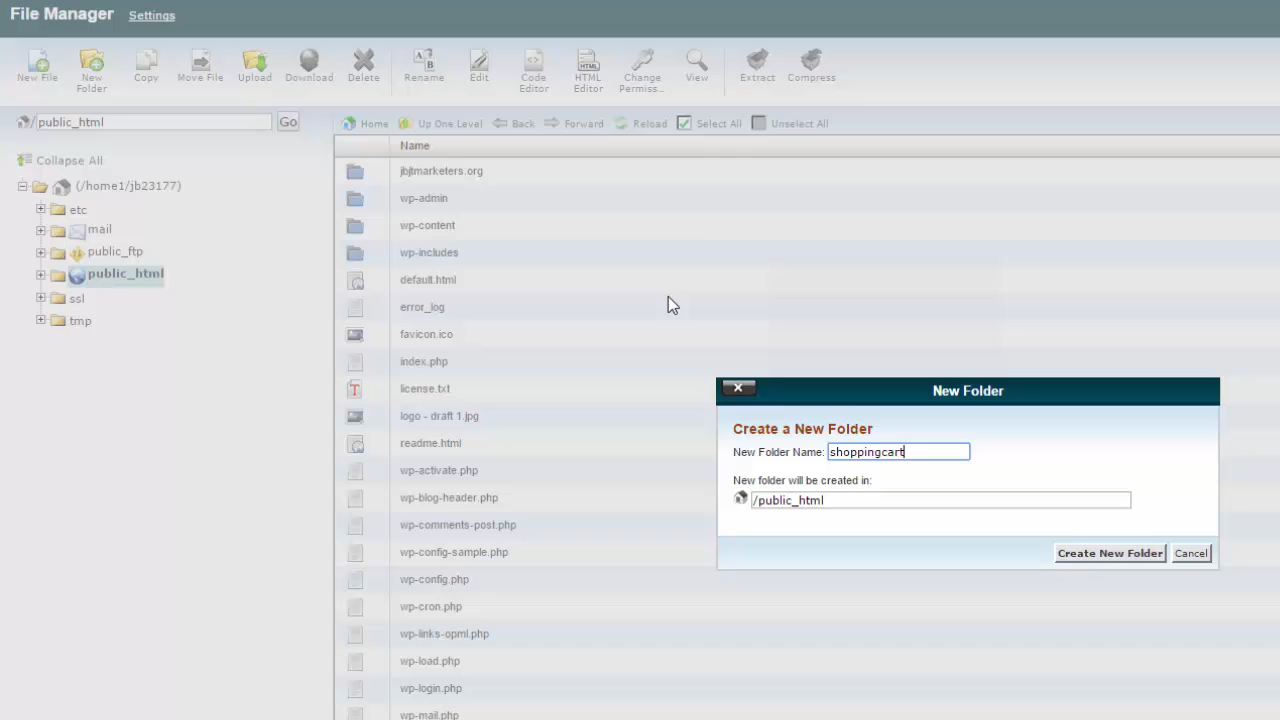 File Manager Settings
New File New Folder Copy Move File Upload Download Delete Rename Edit Code Editor HTML Editor Change Permiss... View Extract Compress
/ public_html Go
Home Up One Level Back Forward Reload Select All Unselect All
Collapse All
(/home1/jb23177)
etc
mail
public_ftp
public_html
ssl
tmp
Name
jbjtmarketers.org
wp-admin
wp-content
wp-includes
default.html
error_log
favicon.ico
index.php
license.txt
logo - draft 1.jpg
readme.html
wp-activate.php
wp-blog-header.php
wp-comments-post.php
wp-config-sample.php
wp-config.php
wp-cron.php
wp-links-opml.php
wp-load.php
wp-login.php
wp-mail.php
New Folder
Create a New Folder
New Folder Name: shoppingcart
New folder will be created in:
/public_html
Create New Folder Cancel